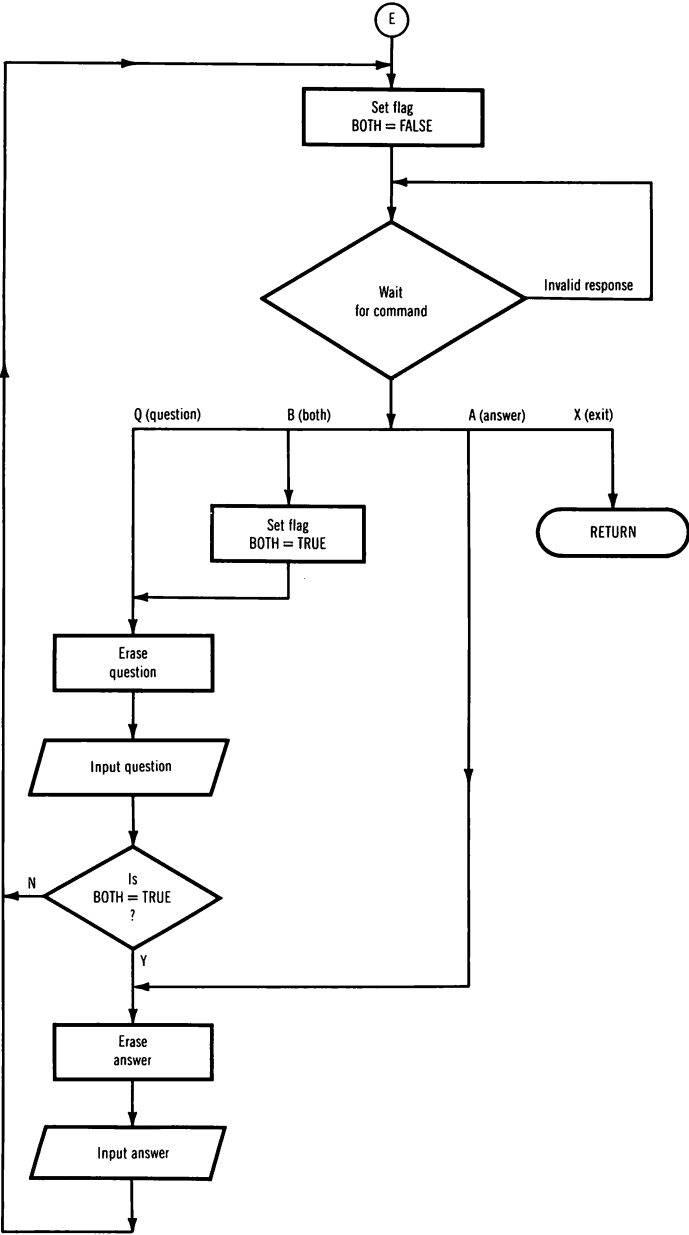 E
Set flag
BOTH = FALSE
Wait
for command
Invalid response
Q (question)
B (both)
A (answer)
X (exit)
Set flag
BOTH = TRUE
RETURN
Erase
question
Input question
Is
BOTH = TRUE
?
N
Y
Erase
answer
Input answer